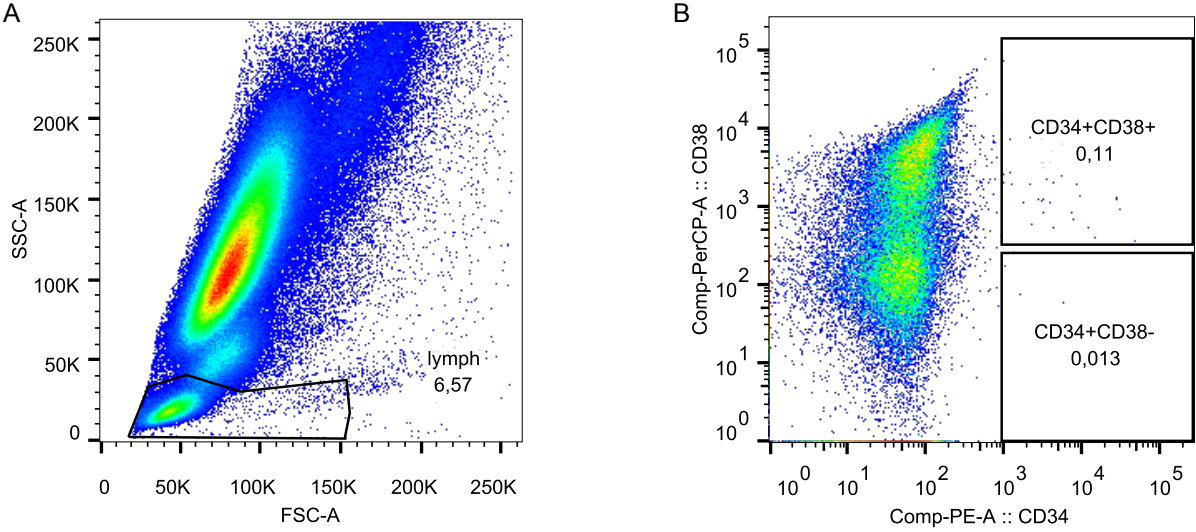 A
250K
200K
150K
100K
50K
0
SSC-A
lymph
6,57
0 50K 100K 150K 200K 250K
FSC-A
B
10^5
10^4
10^3
10^2
10^1
10^0
Comp-PerCP-A :: CD38
CD34+CD38+
0,11
CD34+CD38-
0,013
10^0 10^1 10^2 10^3 10^4 10^5
Comp-PE-A :: CD34